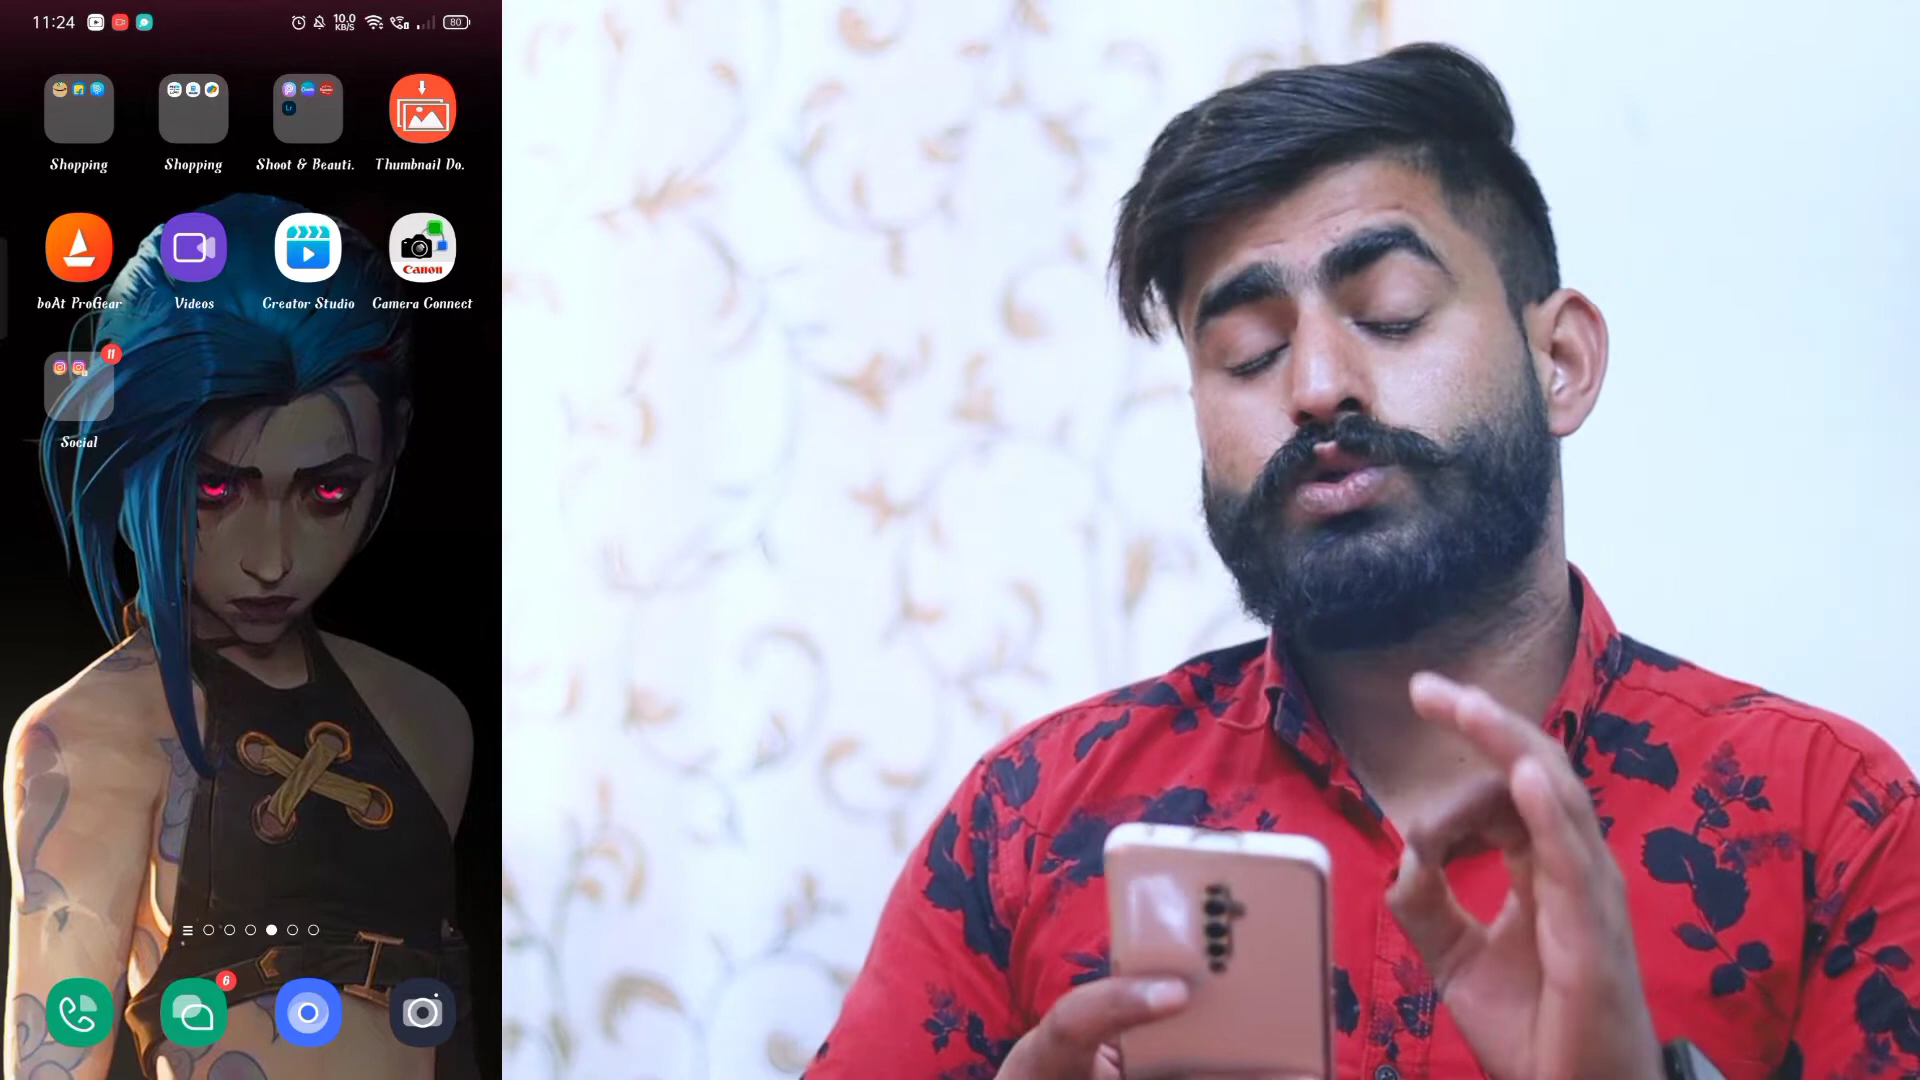 11:24
10.0
KB/S
80
Shopping
Shopping
Shoot & Beauti.
Thumbnail Do.
Canon
boAt ProGear
Videos
Creator Studio
Camera Connect
11
Social
6